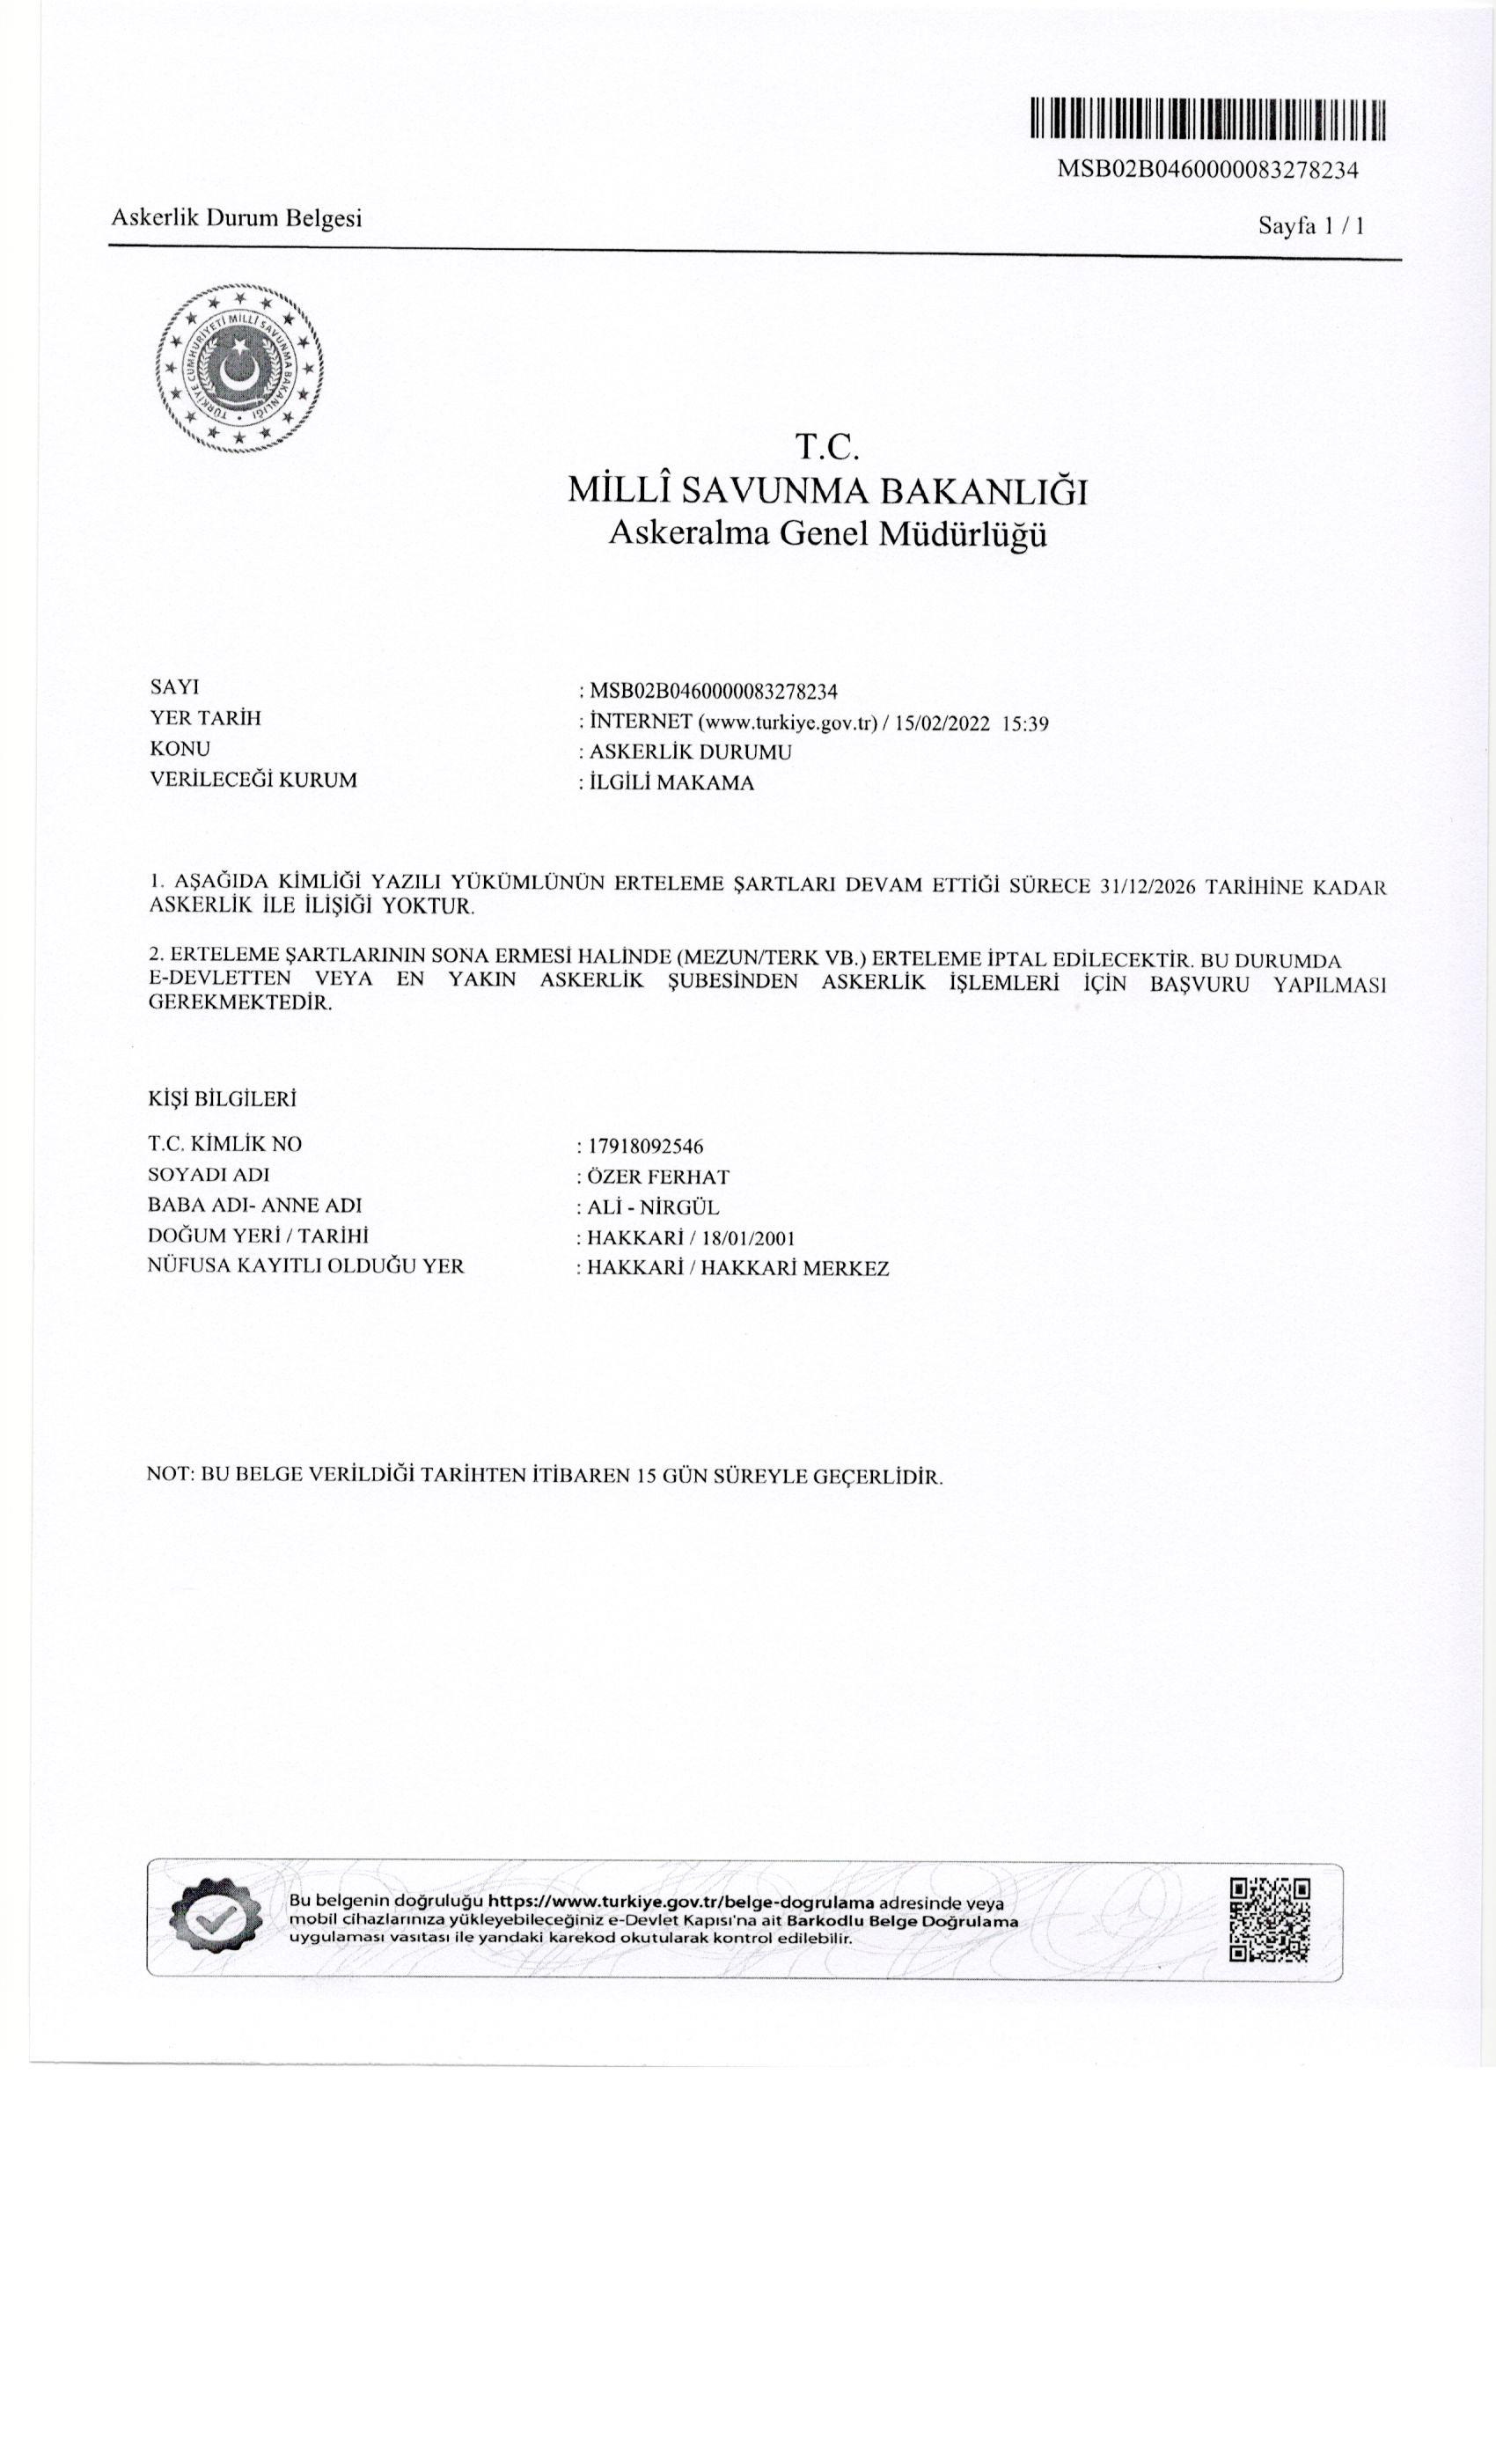 MSB02B0460000083278234
Askerlik Durum Belgesi
Sayfa 1 / 1
TÜRKİYE CUMHURİYETİ MİLLİ SAVUNMA BAKANLIĞI
T.C.
MİLLÎ SAVUNMA BAKANLIĞI
Askeralma Genel Müdürlüğü
SAYI : MSB02B0460000083278234
YER TARİH : İNTERNET (www.turkiye.gov.tr) / 15/02/2022 15:39
KONU : ASKERLİK DURUMU
VERİLECEĞİ KURUM : İLGİLİ MAKAMA
1. AŞAĞIDA KİMLİĞİ YAZILI YÜKÜMLÜNÜN ERTELEME ŞARTLARI DEVAM ETTİĞİ SÜRECE 31/12/2026 TARİHİNE KADAR
ASKERLİK İLE İLİŞİĞİ YOKTUR.
2. ERTELEME ŞARTLARININ SONA ERMESİ HALİNDE (MEZUN/TERK VB.) ERTELEME İPTAL EDİLECEKTİR. BU DURUMDA
E-DEVLETTEN VEYA EN YAKIN ASKERLİK ŞUBESİNDEN ASKERLİK İŞLEMLERİ İÇİN BAŞVURU YAPILMASI
GEREKMEKTEDİR.
KİŞİ BİLGİLERİ
T.C. KİMLİK NO : 17918092546
SOYADI ADI : ÖZER FERHAT
BABA ADI- ANNE ADI : ALİ - NİRGÜL
DOĞUM YERİ / TARİHİ : HAKKARİ / 18/01/2001
NÜFUSA KAYITLI OLDUĞU YER : HAKKARİ / HAKKARİ MERKEZ
NOT: BU BELGE VERİLDİĞİ TARİHTEN İTİBAREN 15 GÜN SÜREYLE GEÇERLİDİR.
Bu belgenin doğruluğu https://www.turkiye.gov.tr/belge-dogrulama adresinde veya
mobil cihazlarınıza yükleyebileceğiniz e-Devlet Kapısı'na ait Barkodlu Belge Doğrulama
uygulaması vasıtası ile yandaki karekod okutularak kontrol edilebilir.